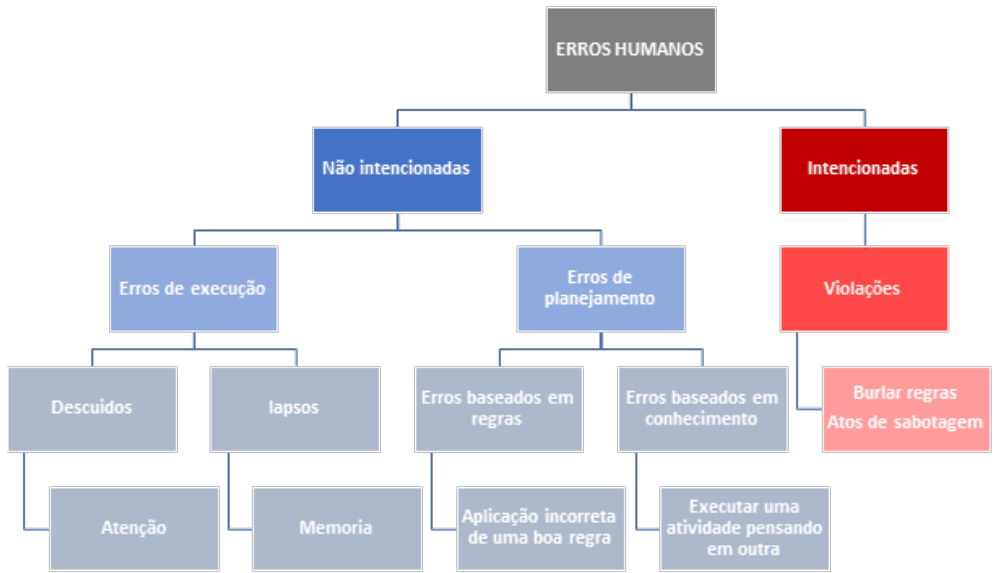 ERROS HUMANOS
Não intencionadas
Intencionadas
Erros de execução
Erros de
planejamento
Violações
Descuidos
lapsos
Erros baseados em
regras
Erros baseados em
conhecimento
Burlar regras
Atos de sabotagem
Atenção
Memoria
Aplicação incorreta
de uma boa regra
Executar uma
atividade pensando
em outra